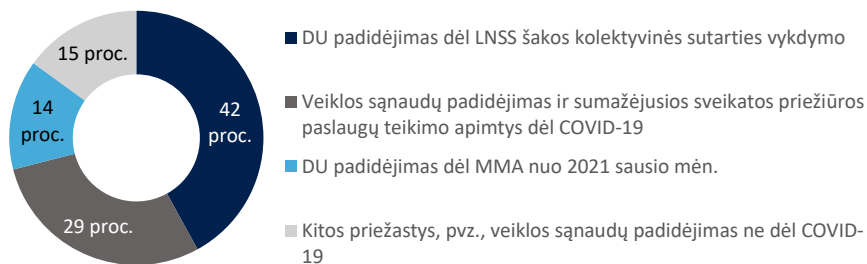 15 proc.
14
proc.
42
proc.
29 proc.
DU padidėjimas dėl LNSS šakos kolektyvinės sutarties vykdymo
Veiklos sąnaudų padidėjimas ir sumažėjusios sveikatos priežiūros
paslaugų teikimo apimtys dėl COVID-19
DU padidėjimas dėl MMA nuo 2021 sausio mėn.
Kitos priežastys, pvz., veiklos sąnaudų padidėjimas ne dėl COVID-
19